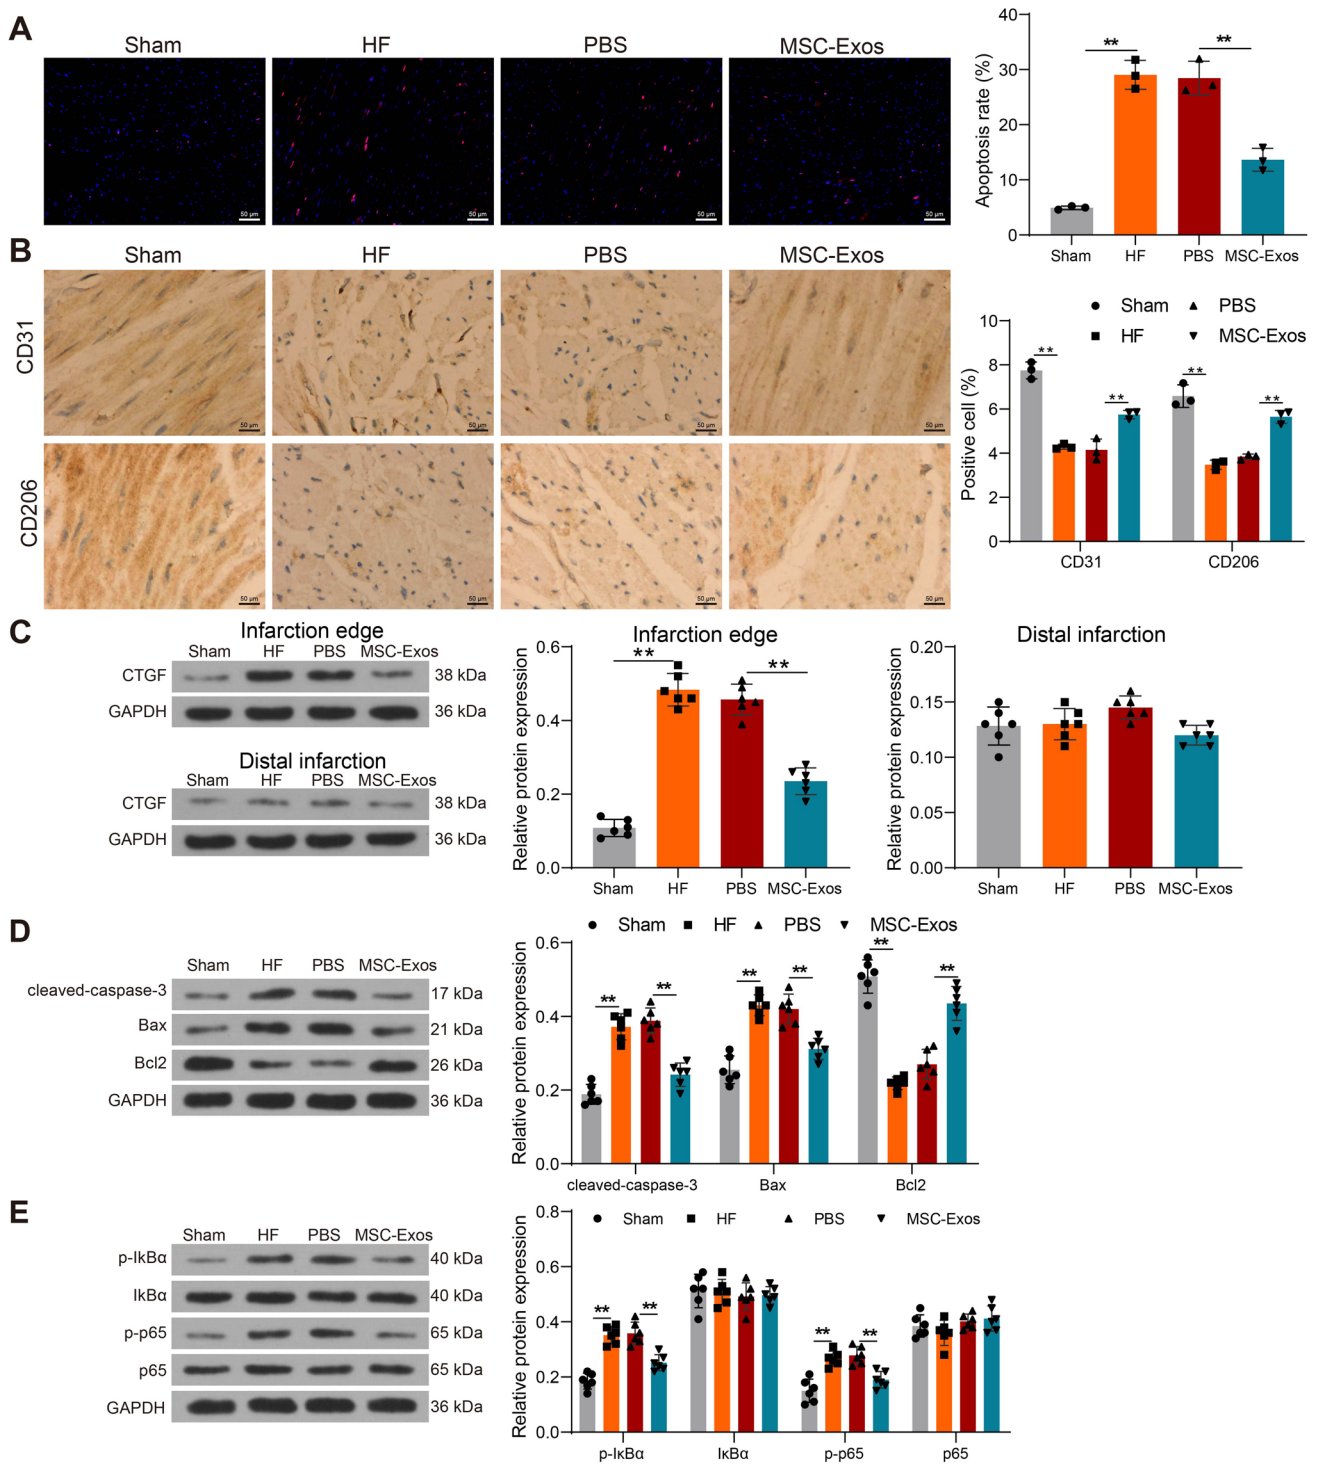 A
Sham HF PBS MSC-Exos
50 μm 50 μm 50 μm 50 μm
Apoptosis rate (%)
40
30
20
10
0
** **
Sham HF PBS MSC-Exos
B
Sham HF PBS MSC-Exos
CD31
50 μm 50 μm 50 μm 50 μm
CD206
50 μm 50 μm 50 μm 50 μm
Sham PBS
HF MSC-Exos
Positive cell (%)
10
8
6
4
2
0
** ** ** **
CD31 CD206
C
Infarction edge
Sham HF PBS MSC-Exos
CTGF 38 kDa
GAPDH 36 kDa
Distal infarction
Sham HF PBS MSC-Exos
CTGF 38 kDa
GAPDH 36 kDa
Infarction edge
Relative protein expression
0.6
0.4
0.2
0.0
** **
Sham HF PBS MSC-Exos
Distal infarction
Relative protein expression
0.20
0.15
0.10
0.05
0.00
Sham HF PBS MSC-Exos
D
Sham HF PBS MSC-Exos
cleaved-caspase-3 17 kDa
Bax 21 kDa
Bcl2 26 kDa
GAPDH 36 kDa
Sham HF PBS MSC-Exos
Relative protein expression
0.6
0.4
0.2
0.0
** ** ** ** ** **
cleaved-caspase-3 Bax Bcl2
E
Sham HF PBS MSC-Exos
p-IkBα 40 kDa
IkBα 40 kDa
p-p65 65 kDa
p65 65 kDa
GAPDH 36 kDa
Sham HF PBS MSC-Exos
Relative protein expression
0.8
0.6
0.4
0.2
0.0
** ** ** **
p-IκBα IκBα p-p65 p65